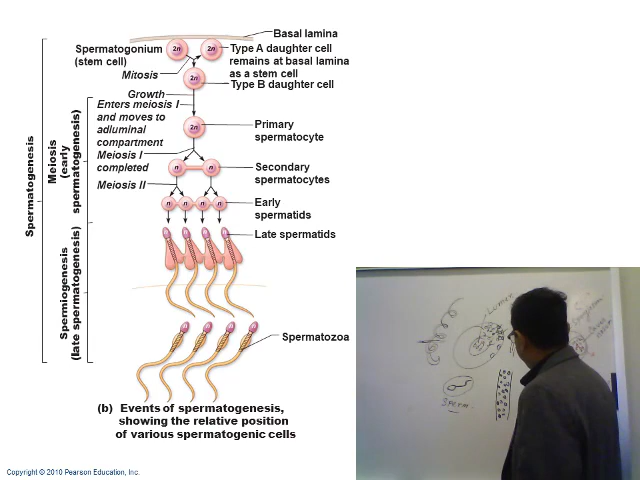 Basal lamina
Spermatogonium
(stem cell)
2n
2n
Type A daughter cell
remains at basal lamina
as a stem cell
Mitosis
2n
Type B daughter cell
Growth
Enters meiosis I
and moves to
adluminal
compartment
2n
Primary
spermatocyte
Meiosis I
completed
n
n
Secondary
spermatocytes
Meiosis II
n
n
n
n
Early
spermatids
n
n
n
n
Late spermatids
n
n
n
n
Spermatozoa
Spermatogenesis
Meiosis
(early
spermatogenesis)
Spermiogenesis
(late spermatogenesis)
(b) Events of spermatogenesis,
showing the relative position
of various spermatogenic cells
Lumen
Sperm
Copyright © 2010 Pearson Education, Inc.